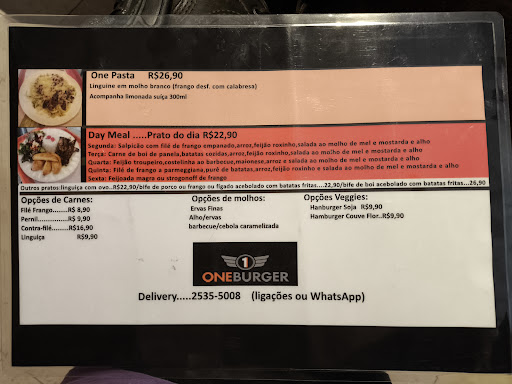 One Pasta R$26,90
Linguine em molho branco (frango desf. com calabresa)
Acompanha limonada suiça 300ml
Day Meal .....Prato do dia R$22,90
Segunda: Salpicão com filé de frango empanado,arroz,feijão roxinho,salada ao molho de mel e mostarda e alho
Terça: Carne de boi de panela,batatas cozidas,arroz,feijão roxinho,salada ao molho de mel e mostarda e alho
Quarta: Feijão troupeiro,costelinha ao barbecue,maionese,arroz e salada ao molho de mel e mostarda e alho
Quinta: Filé de frango a parmeggiana,purê de batatas,arroz,feijão roxinho e salada ao molho de mel e mostarda e alho
Sexta: Feijoada magra ou strogonoff de frango
Outros pratos:linguiça com ovo..R$22,90/bife de porco ou frango ou fígado acebolado com batatas fritas....22,90/bife de boi acebolado com batatas fritas...26,90
Opções de Carnes:
Filé Frango.......R$ 8,90
Pernil..............R$ 9,90
Contra-filé.......R$16,90
Linguiça R$9,90
Opções de molhos:
Ervas Finas
Alho/ervas
barbecue/cebola caramelizada
Opções Veggies:
Hanburger Soja R$9,90
Hamburger Couve Flor..R$9,90
1
ONEBURGER
Delivery.....2535-5008 (ligações ou WhatsApp)